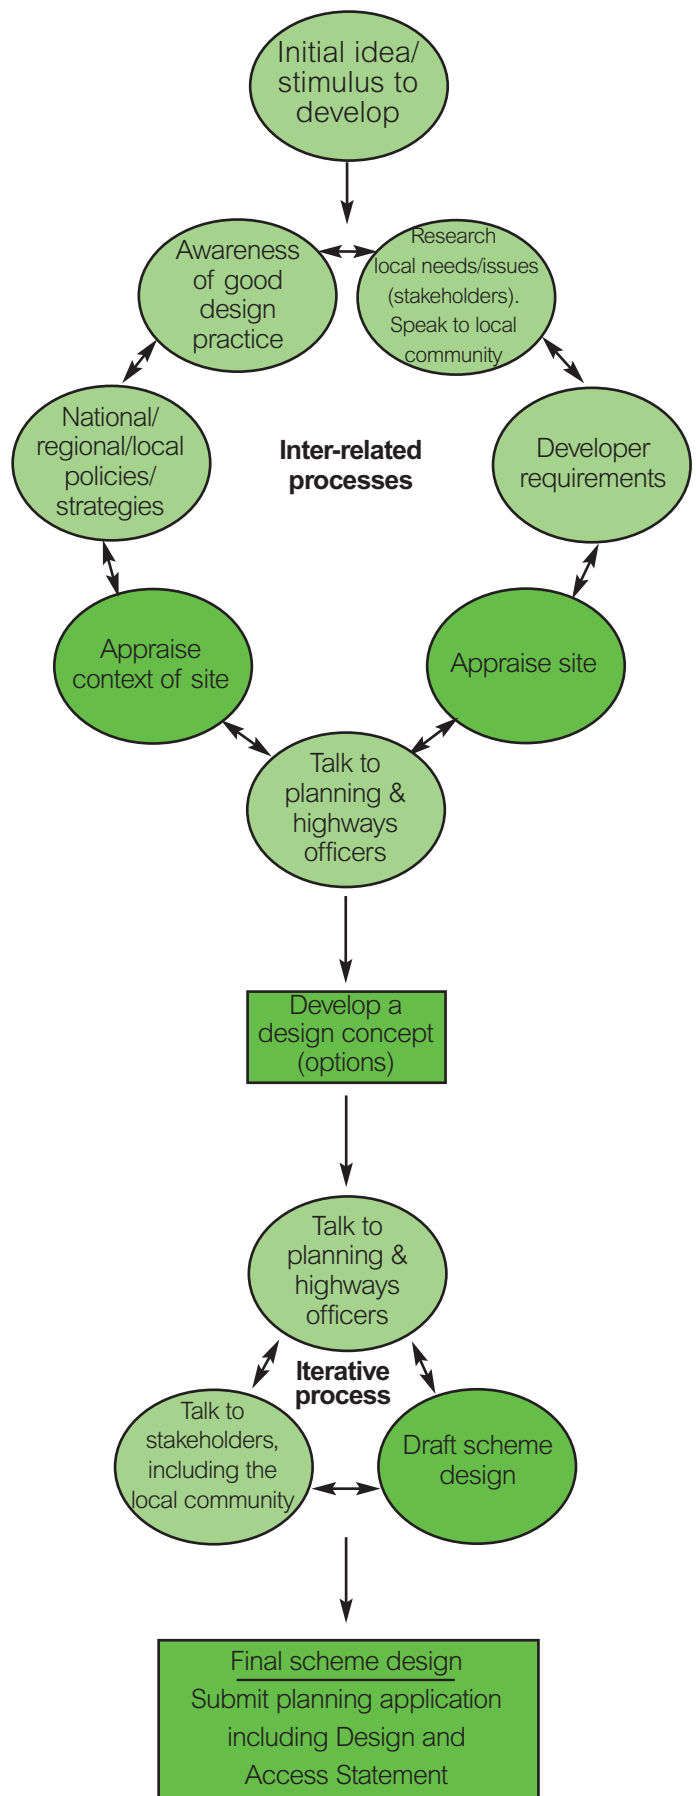 Initial idea/
stimulus to
develop
Awareness
of good
design
practice
Research
local needs/issues
(stakeholders).
Speak to local
community
National/
regional/local
policies/
strategies
Inter-related
processes
Developer
requirements
Appraise
context of site
Appraise site
Talk to
planning &
highways
officers
Develop a
design concept
(options)
Talk to
planning &
highways
officers
Iterative
process
Talk to
stakeholders,
including the
local community
Draft scheme
design
Final scheme design
Submit planning application
including Design and
Access Statement